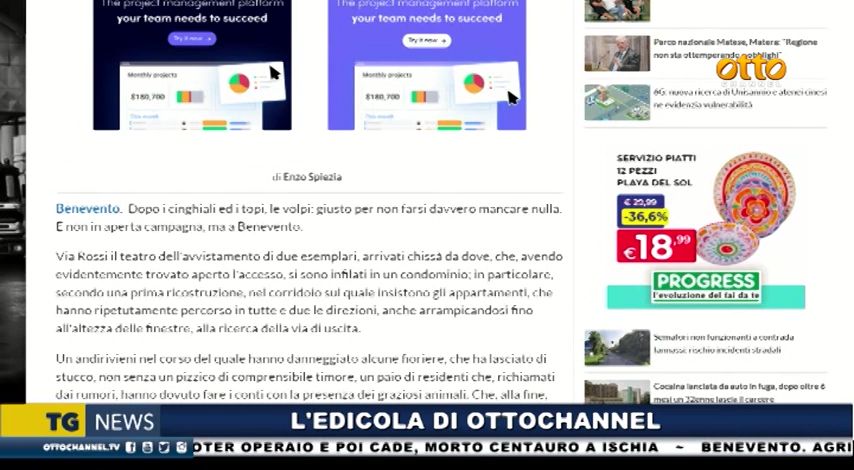 The project management platform
your team needs to succeed
Try it now
Monthly projects
$180,700
This month
The project management platform
your team needs to succeed
Try it now
Monthly projects
$180,700
This month
di Enzo Spiezia
Benevento. Dopo i cinghiali ed i topi, le volpi: giusto per non farsi davvero mancare nulla.
E non in aperta campagna, ma a Benevento.
Via Rossi il teatro dell'avvistamento di due esemplari, arrivati chissà da dove, che, avendo
evidentemente trovato aperto l'accesso, si sono infilati in un condominio; in particolare,
secondo una prima ricostruzione, nel corridoio sul quale insistono gli appartamenti, che
hanno ripetutamente percorso in tutte e due le direzioni, anche arrampicandosi fino
all'altezza delle finestre, alla ricerca della via di uscita.
Un andirivieni nel corso del quale hanno danneggiato alcune fioriere, che ha lasciato di
stucco, non senza un pizzico di comprensibile timore, un paio di residenti che, richiamati
dai rumori, hanno dovuto fare i conti con la presenza dei graziosi animali. Che, alla fine,
Parco nazionale Matese, Matera: "Regione
non sta ottemperando obblighi"
OTTO
CHANNEL
6G: nuova ricerca di Unisannio e atenei cinesi
ne evidenzia vulnerabilità
SERVIZIO PIATTI
12 PEZZI
PLAYA DEL SOL
€ 29,99
-36,6%
€18,99
PROGRESS
l'evoluzione del fai da te
Semafori non funzionanti a contrada
Iannassi: rischio incidenti stradali
Cocaina lanciata da auto in fuga, dopo oltre 6
mesi un 32enne lascia il carcere
TG NEWS
L'EDICOLA DI OTTOCHANNEL
OTTOCHANNEL.TV
OTER OPERAIO E POI CADE, MORTO CENTAURO A ISCHIA ~ BENEVENTO. AGRI